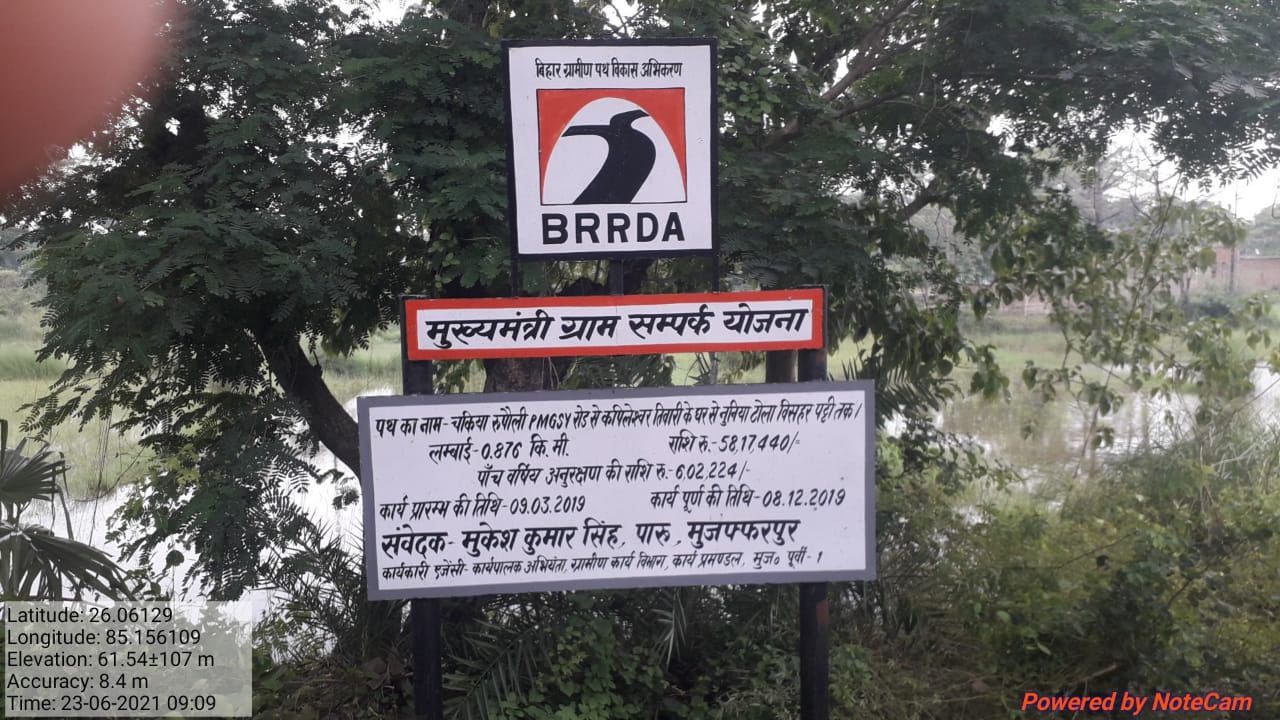 बिहार ग्रामीण पथ विकास अभिकरण
BRRDA
मुख्यमंत्री ग्राम सम्पर्क योजना
पथ का नाम- चकिया रुपौली PMGSY रोड से कपिलेश्वर तिवारी के घर से नुनिया टोला विसहर पट्टी तक।
लम्बाई-0.876 कि. मी. राशि रु.-58,17,440/=
पाँच वर्षिय अनुरक्षण की राशि रु.-6,02,224/-
कार्य प्रारम्भ की तिथि-09.03.2019 कार्य पूर्ण की तिथि-08.12.2019
संवेदक- मुकेश कुमार सिंह, पारू, मुजफ्फरपुर
कार्यकारी एजेंसी- कार्यपालक अभियंता, ग्रामीण कार्य विभाग, कार्य प्रमण्डल, मुज० पूर्वी-1
Latitude: 26.06129
Longitude: 85.156109
Elevation: 61.54±107 m
Accuracy: 8.4 m
Time: 23-06-2021 09:09
Powered by NoteCam